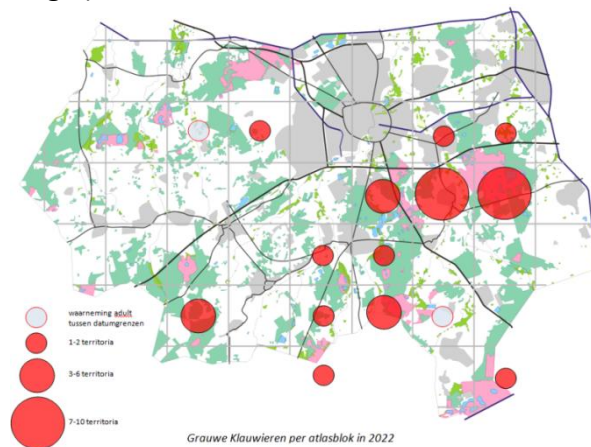 waarneming adult
tussen datumgrenzen
1-2 territoria
3-6 territoria
7-10 territoria
Grauwe Klauwieren per atlasblok in 2022